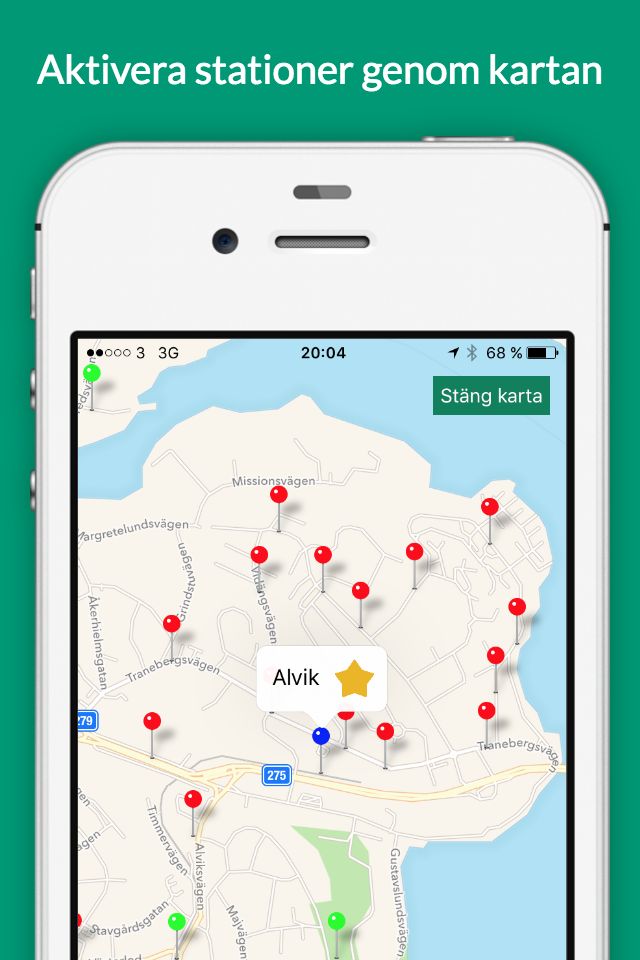 Aktivera stationer genom kartan
3 3G 20:04 68 %
Stäng karta
Missionsvägen
Margretelundsvägen
Grindstuvägen
Vidängsvägen
Åkerhielmsgatan
Tranebergsvägen
Alvik
279
Tranebergsvägen
275
Timmervägen
Alviksvägen
Gustavslundsvägen
Stavgårdsgatan
Majvägen